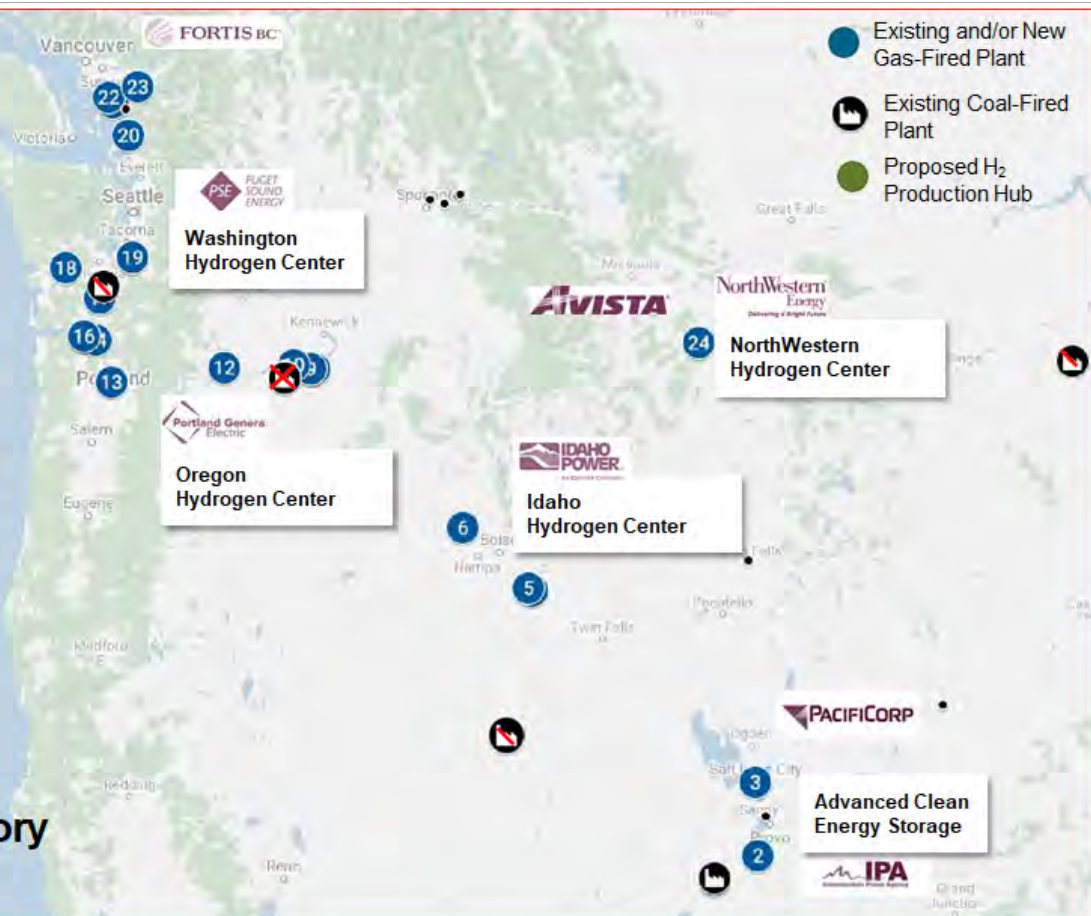 FORTIS BC
Vancouver
Existing and/or New
Gas-Fired Plant
Existing Coal-Fired
Plant
Proposed H₂
Production Hub
23
22
20
Victoria
Everett
Seattle
Tacoma
PSE
PUGET
SOUND
ENERGY
Washington
Hydrogen Center
Great Falls
18
19
Missoula
AVISTA
NorthWestern
Energy
Delivering a Bright Future
24
NorthWestern
Hydrogen Center
Kennewick
16
12
13
Salem
Portland General
Electric
Oregon
Hydrogen Center
Eugene
IDAHO
POWER
Idaho
Hydrogen Center
6
Nampa
5
Falls
Pocatello
Twin Falls
Medford
PACIFICORP
Ogden
Salt Lake City
3
Sandy
Provo
2
Advanced Clean
Energy Storage
IPA
Redding
ory
Reno
Grand
Junction